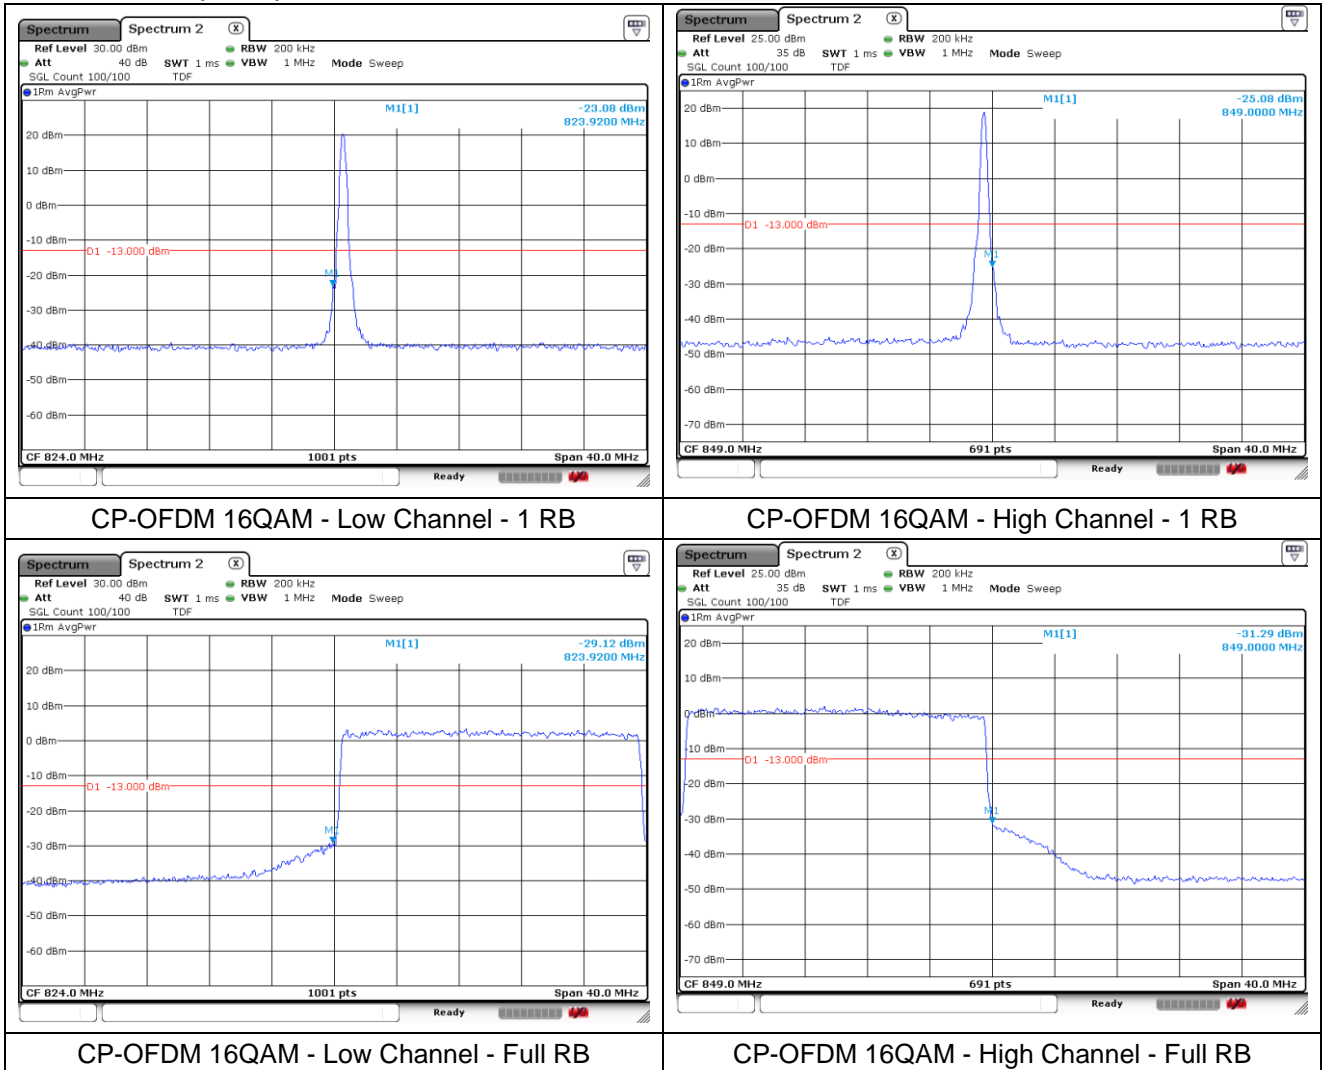 Spectrum Spectrum 2 X
Ref Level 30.00 dBm RBW 200 kHz
Att 40 dB SWT 1 ms VBW 1 MHz Mode Sweep
SGL Count 100/100 TDF
1Rm AvgPwr
M1[1] -23.08 dBm
823.9200 MHz
20 dBm
10 dBm
0 dBm
-10 dBm
D1 -13.000 dBm
-20 dBm
M1
-30 dBm
-40 dBm
-50 dBm
-60 dBm
CF 824.0 MHz 1001 pts Span 40.0 MHz
Ready
CP-OFDM 16QAM - Low Channel - 1 RB
Spectrum Spectrum 2 X
Ref Level 25.00 dBm RBW 200 kHz
Att 35 dB SWT 1 ms VBW 1 MHz Mode Sweep
SGL Count 100/100 TDF
1Rm AvgPwr
M1[1] -25.08 dBm
849.0000 MHz
20 dBm
10 dBm
0 dBm
-10 dBm
D1 -13.000 dBm
-20 dBm
M1
-30 dBm
-40 dBm
-50 dBm
-60 dBm
-70 dBm
CF 849.0 MHz 691 pts Span 40.0 MHz
Ready
CP-OFDM 16QAM - High Channel - 1 RB
Spectrum Spectrum 2 X
Ref Level 30.00 dBm RBW 200 kHz
Att 40 dB SWT 1 ms VBW 1 MHz Mode Sweep
SGL Count 100/100 TDF
1Rm AvgPwr
M1[1] -29.12 dBm
823.9200 MHz
20 dBm
10 dBm
0 dBm
-10 dBm
D1 -13.000 dBm
-20 dBm
M1
-30 dBm
-40 dBm
-50 dBm
-60 dBm
CF 824.0 MHz 1001 pts Span 40.0 MHz
Ready
CP-OFDM 16QAM - Low Channel - Full RB
Spectrum Spectrum 2 X
Ref Level 25.00 dBm RBW 200 kHz
Att 35 dB SWT 1 ms VBW 1 MHz Mode Sweep
SGL Count 100/100 TDF
1Rm AvgPwr
M1[1] -31.29 dBm
849.0000 MHz
20 dBm
10 dBm
0 dBm
-10 dBm
D1 -13.000 dBm
-20 dBm
M1
-30 dBm
-40 dBm
-50 dBm
-60 dBm
-70 dBm
CF 849.0 MHz 691 pts Span 40.0 MHz
Ready
CP-OFDM 16QAM - High Channel - Full RB